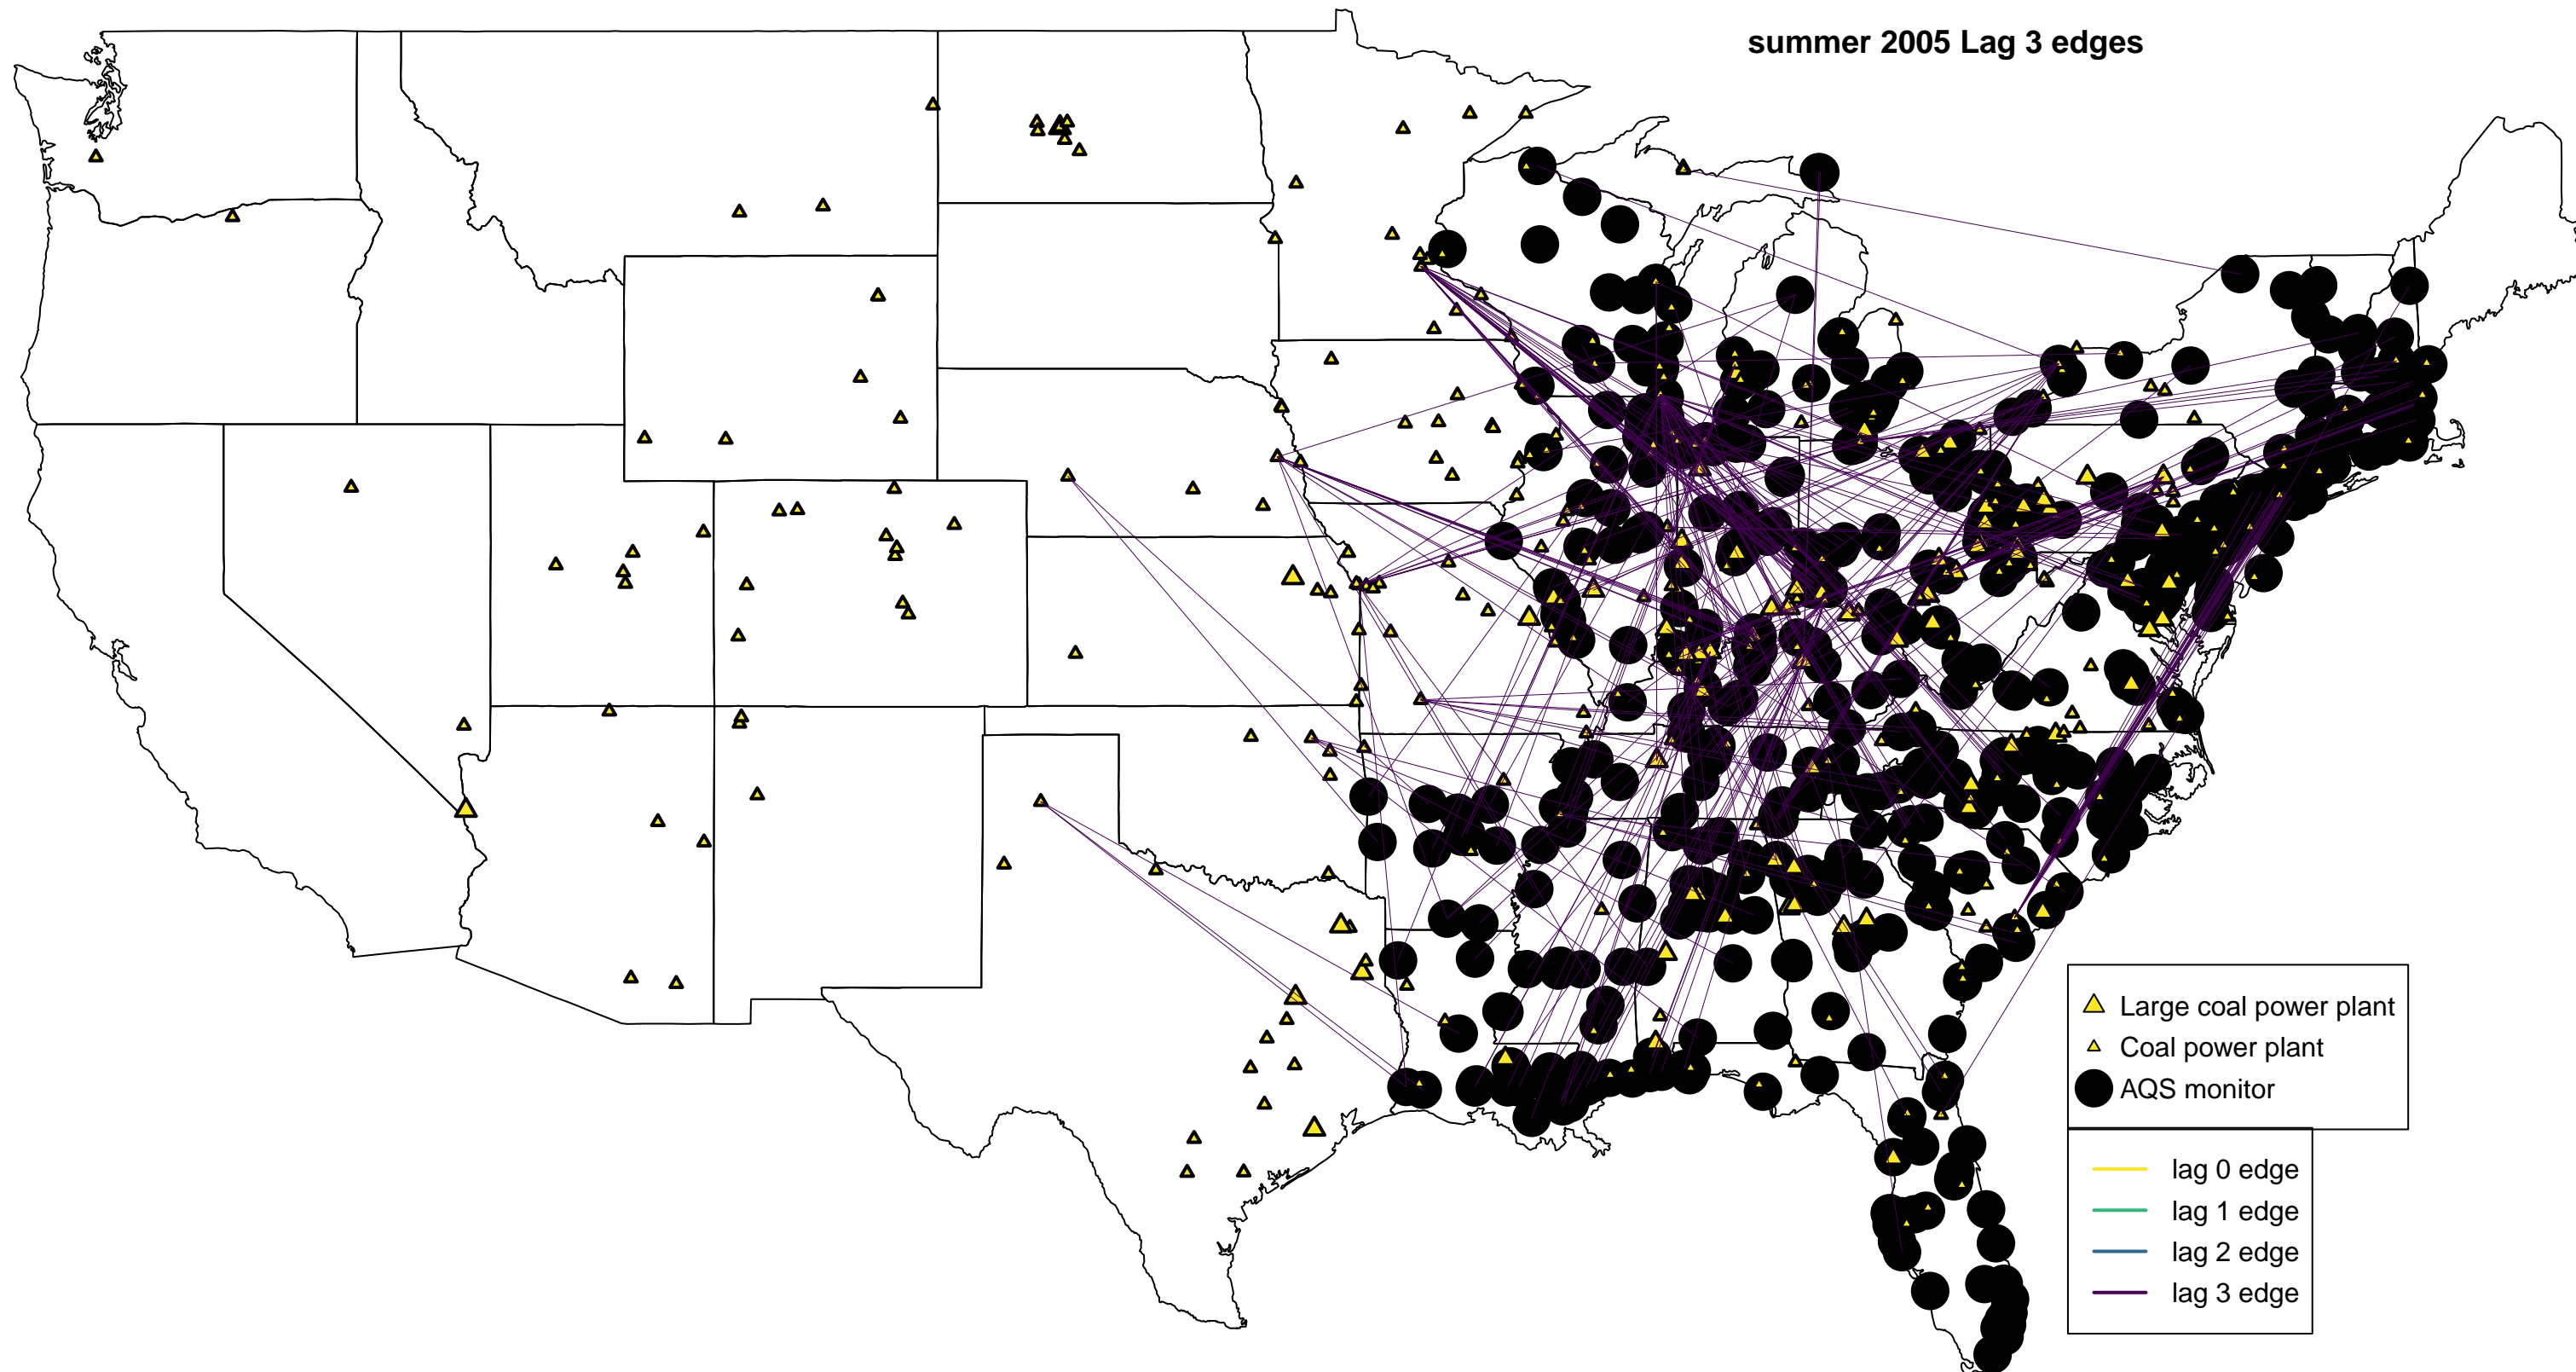 summer 2005 Lag 3 edges
Large coal power plant
Coal power plant
AQS monitor
lag 0 edge
lag 1 edge
lag 2 edge
lag 3 edge